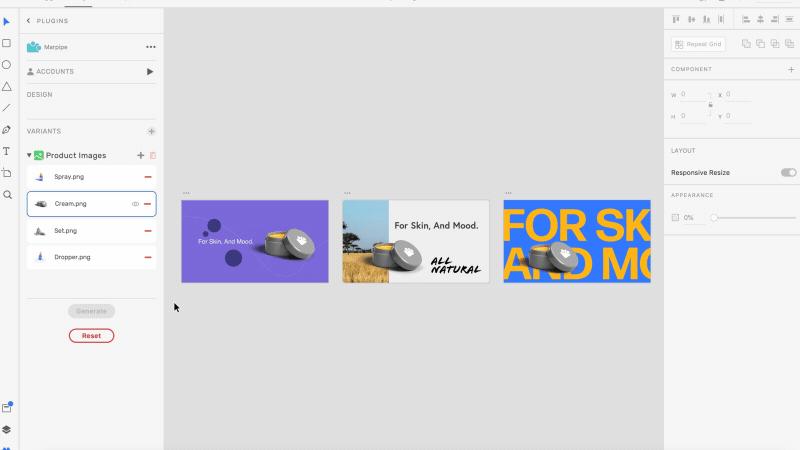 PLUGINS
Marpipe
ACCOUNTS
DESIGN
VARIANTS
Product Images
Spray.png
Cream.png
Set.png
Dropper.png
Generate
Reset
For Skin, And Mood.
For Skin, And Mood.
ALL
NATURAL
FOR SK
AND MO
Repeat Grid
COMPONENT
W 0 X 0
H 0 Y 0
LAYOUT
Responsive Resize
APPEARANCE
0%